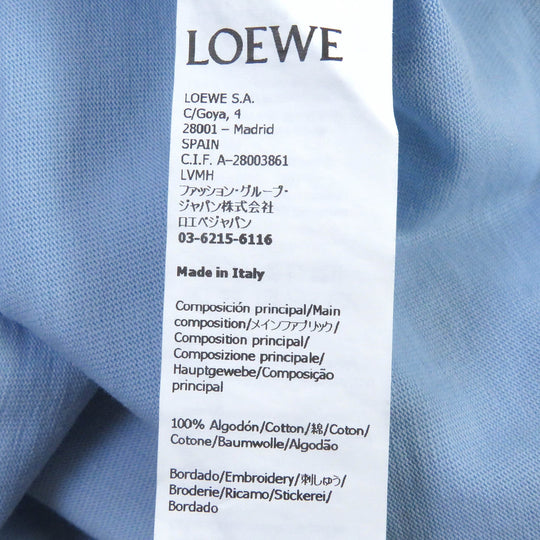 LOEWE
LOEWE S.A.
C/Goya, 4
28001 – Madrid
SPAIN
C.I.F. A–28003861
LVMH
ファッション・グループ・
ジャパン株式会社
ロエベジャパン
03-6215-6116
Made in Italy
Composición principal/Main
composition/メインファブリック/
Composition principal/
Composizione principale/
Hauptgewebe/Composição
principal
100% Algodón/Cotton/綿/Coton/
Cotone/Baumwolle/Algodão
Bordado/Embroidery/刺しゅう/
Broderie/Ricamo/Stickerei/
Bordado